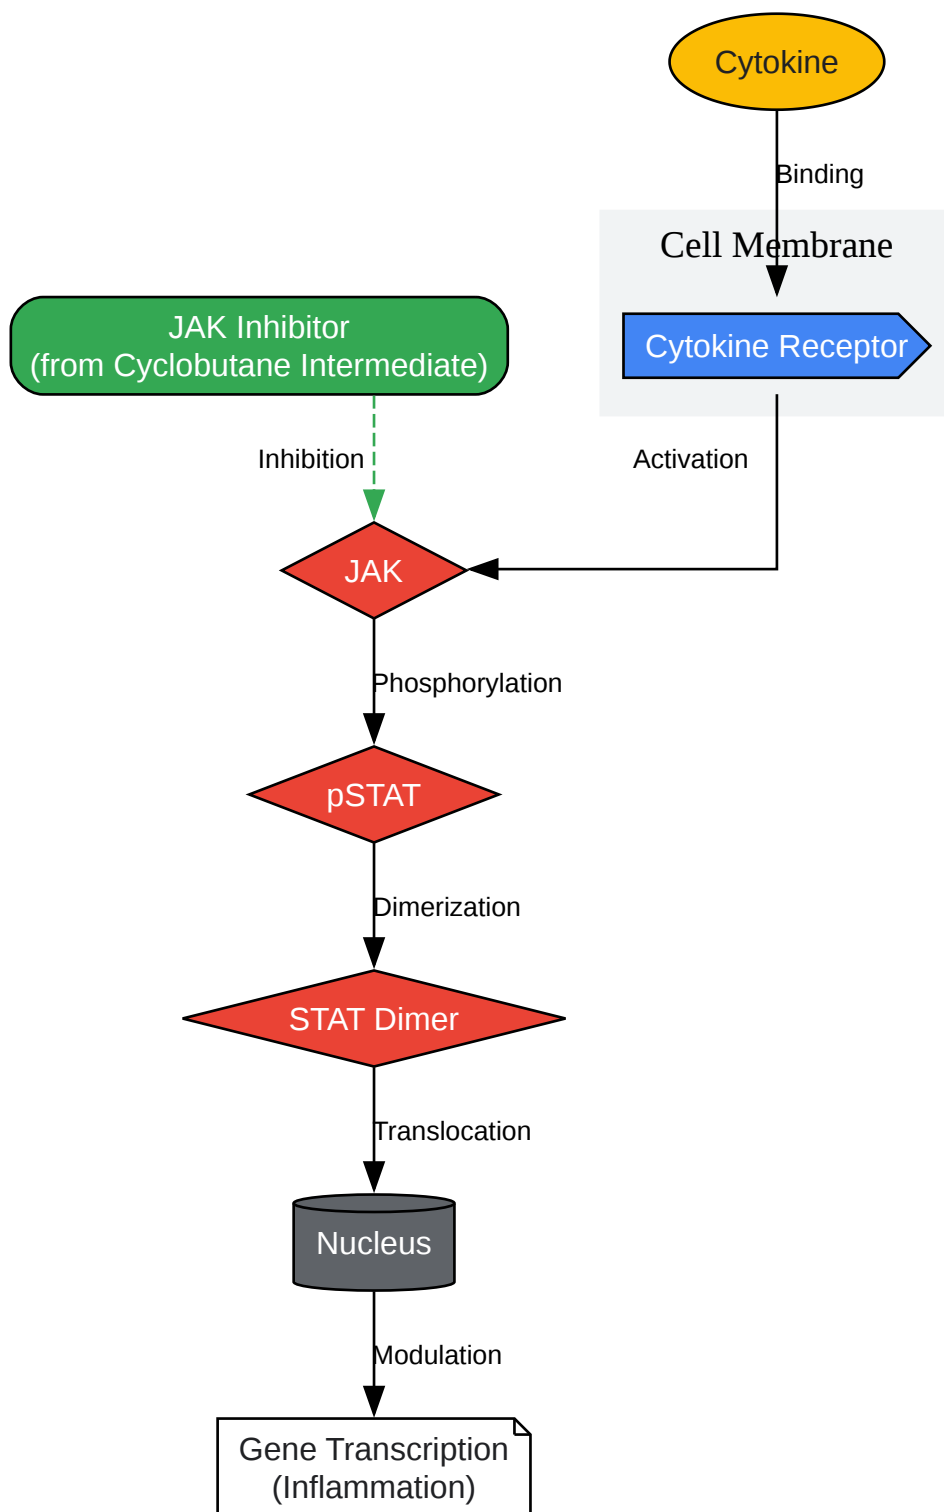 Cytokine
Binding
Cell Membrane
Cytokine Receptor
JAK Inhibitor
(from Cyclobutane Intermediate)
Inhibition
Activation
JAK
Phosphorylation
pSTAT
Dimerization
STAT Dimer
Translocation
Nucleus
Modulation
Gene Transcription
(Inflammation)